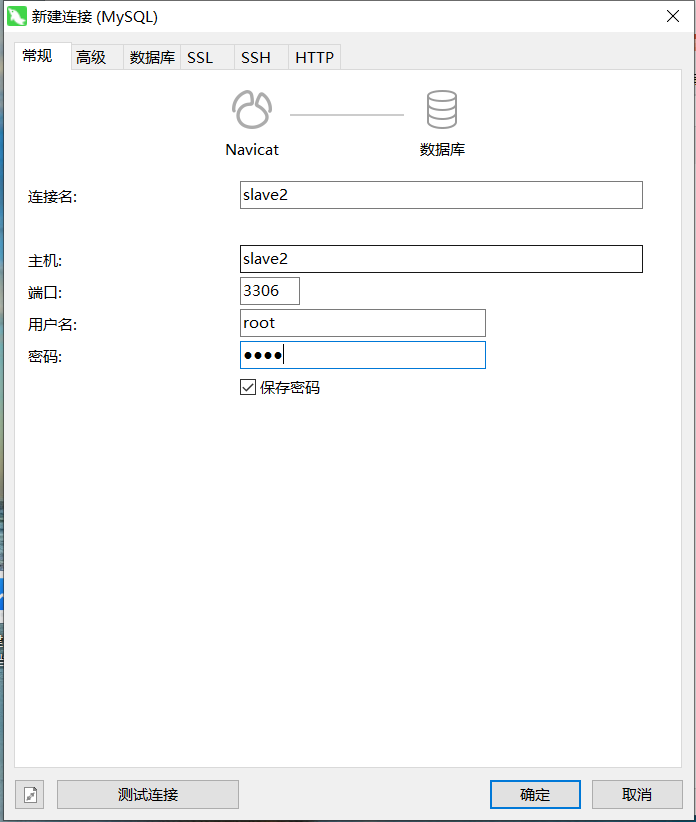 新建连接 (MySQL)
常规 高级 数据库 SSL SSH HTTP
Navicat 数据库
连接名: slave2
主机: slave2
端口: 3306
用户名: root
密码: ●●●●
保存密码
测试连接 确定 取消